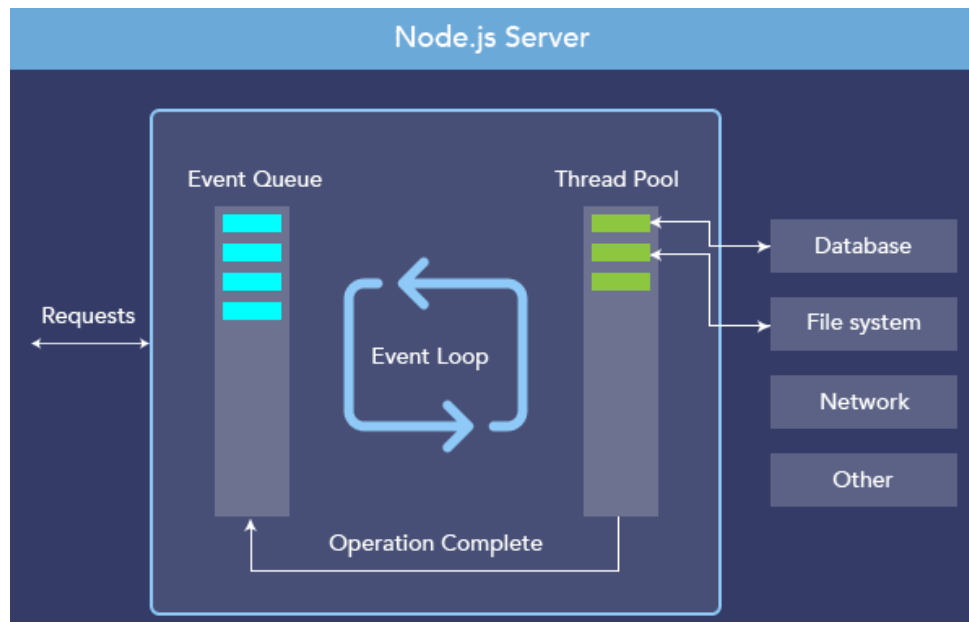 Node.js Server
Event Queue
Thread Pool
Database
Requests
Event Loop
File system
Network
Other
Operation Complete